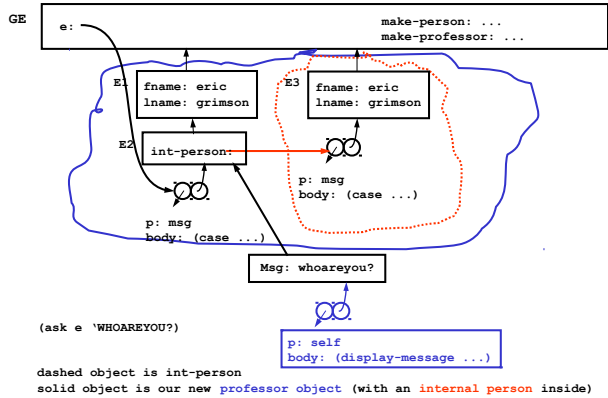 GE
e:
make-person: ...
make-professor: ...
E1
fname: eric
lname: grimson
E3
fname: eric
lname: grimson
E2
int-person:
p: msg
body: (case ...)
p: msg
body: (case ...)
Msg: whoareyou?
(ask e ‘WHOAREYOU?)
p: self
body: (display-message ...)
dashed object is int-person
solid object is our new professor object (with an internal person inside)